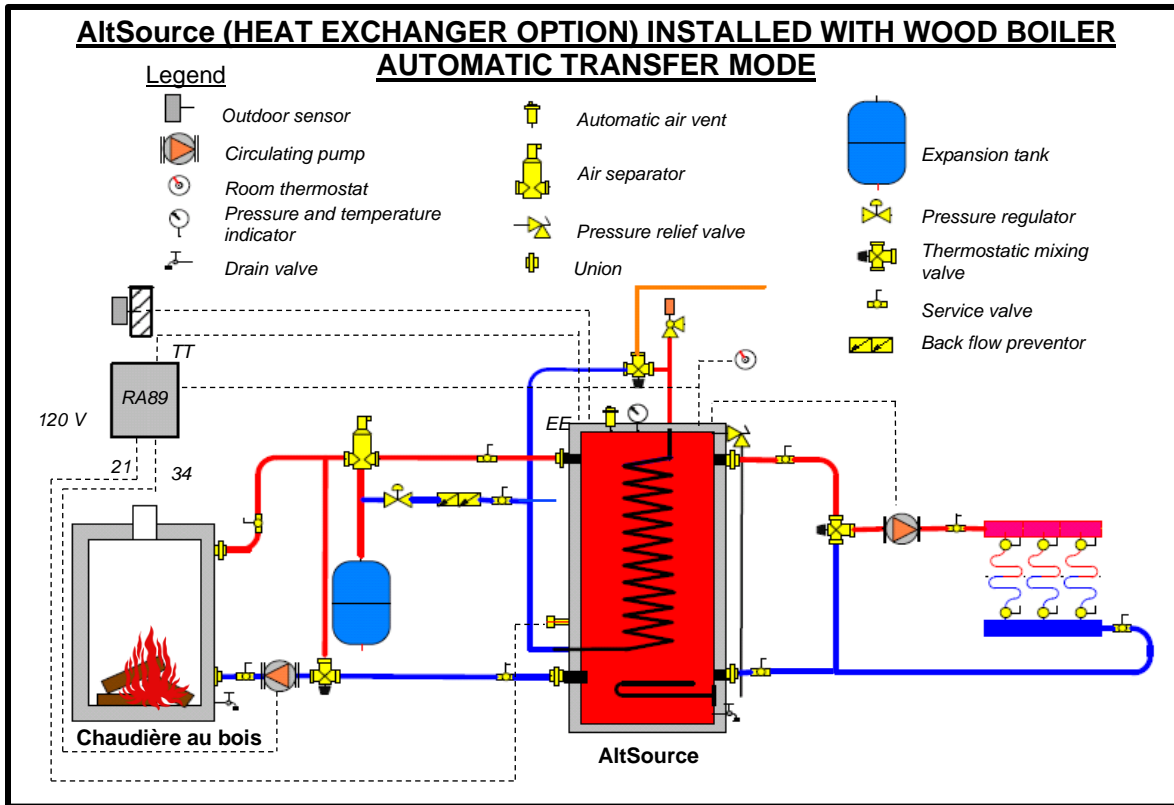 AltSource (HEAT EXCHANGER OPTION) INSTALLED WITH WOOD BOILER
AUTOMATIC TRANSFER MODE
Legend
Outdoor sensor
Circulating pump
Room thermostat
Pressure and temperature
indicator
Drain valve
Automatic air vent
Air separator
Pressure relief valve
Union
Expansion tank
Pressure regulator
Thermostatic mixing
valve
Service valve
Back flow preventor
TT
RA89
120 V
21
34
EE
Chaudière au bois
AltSource